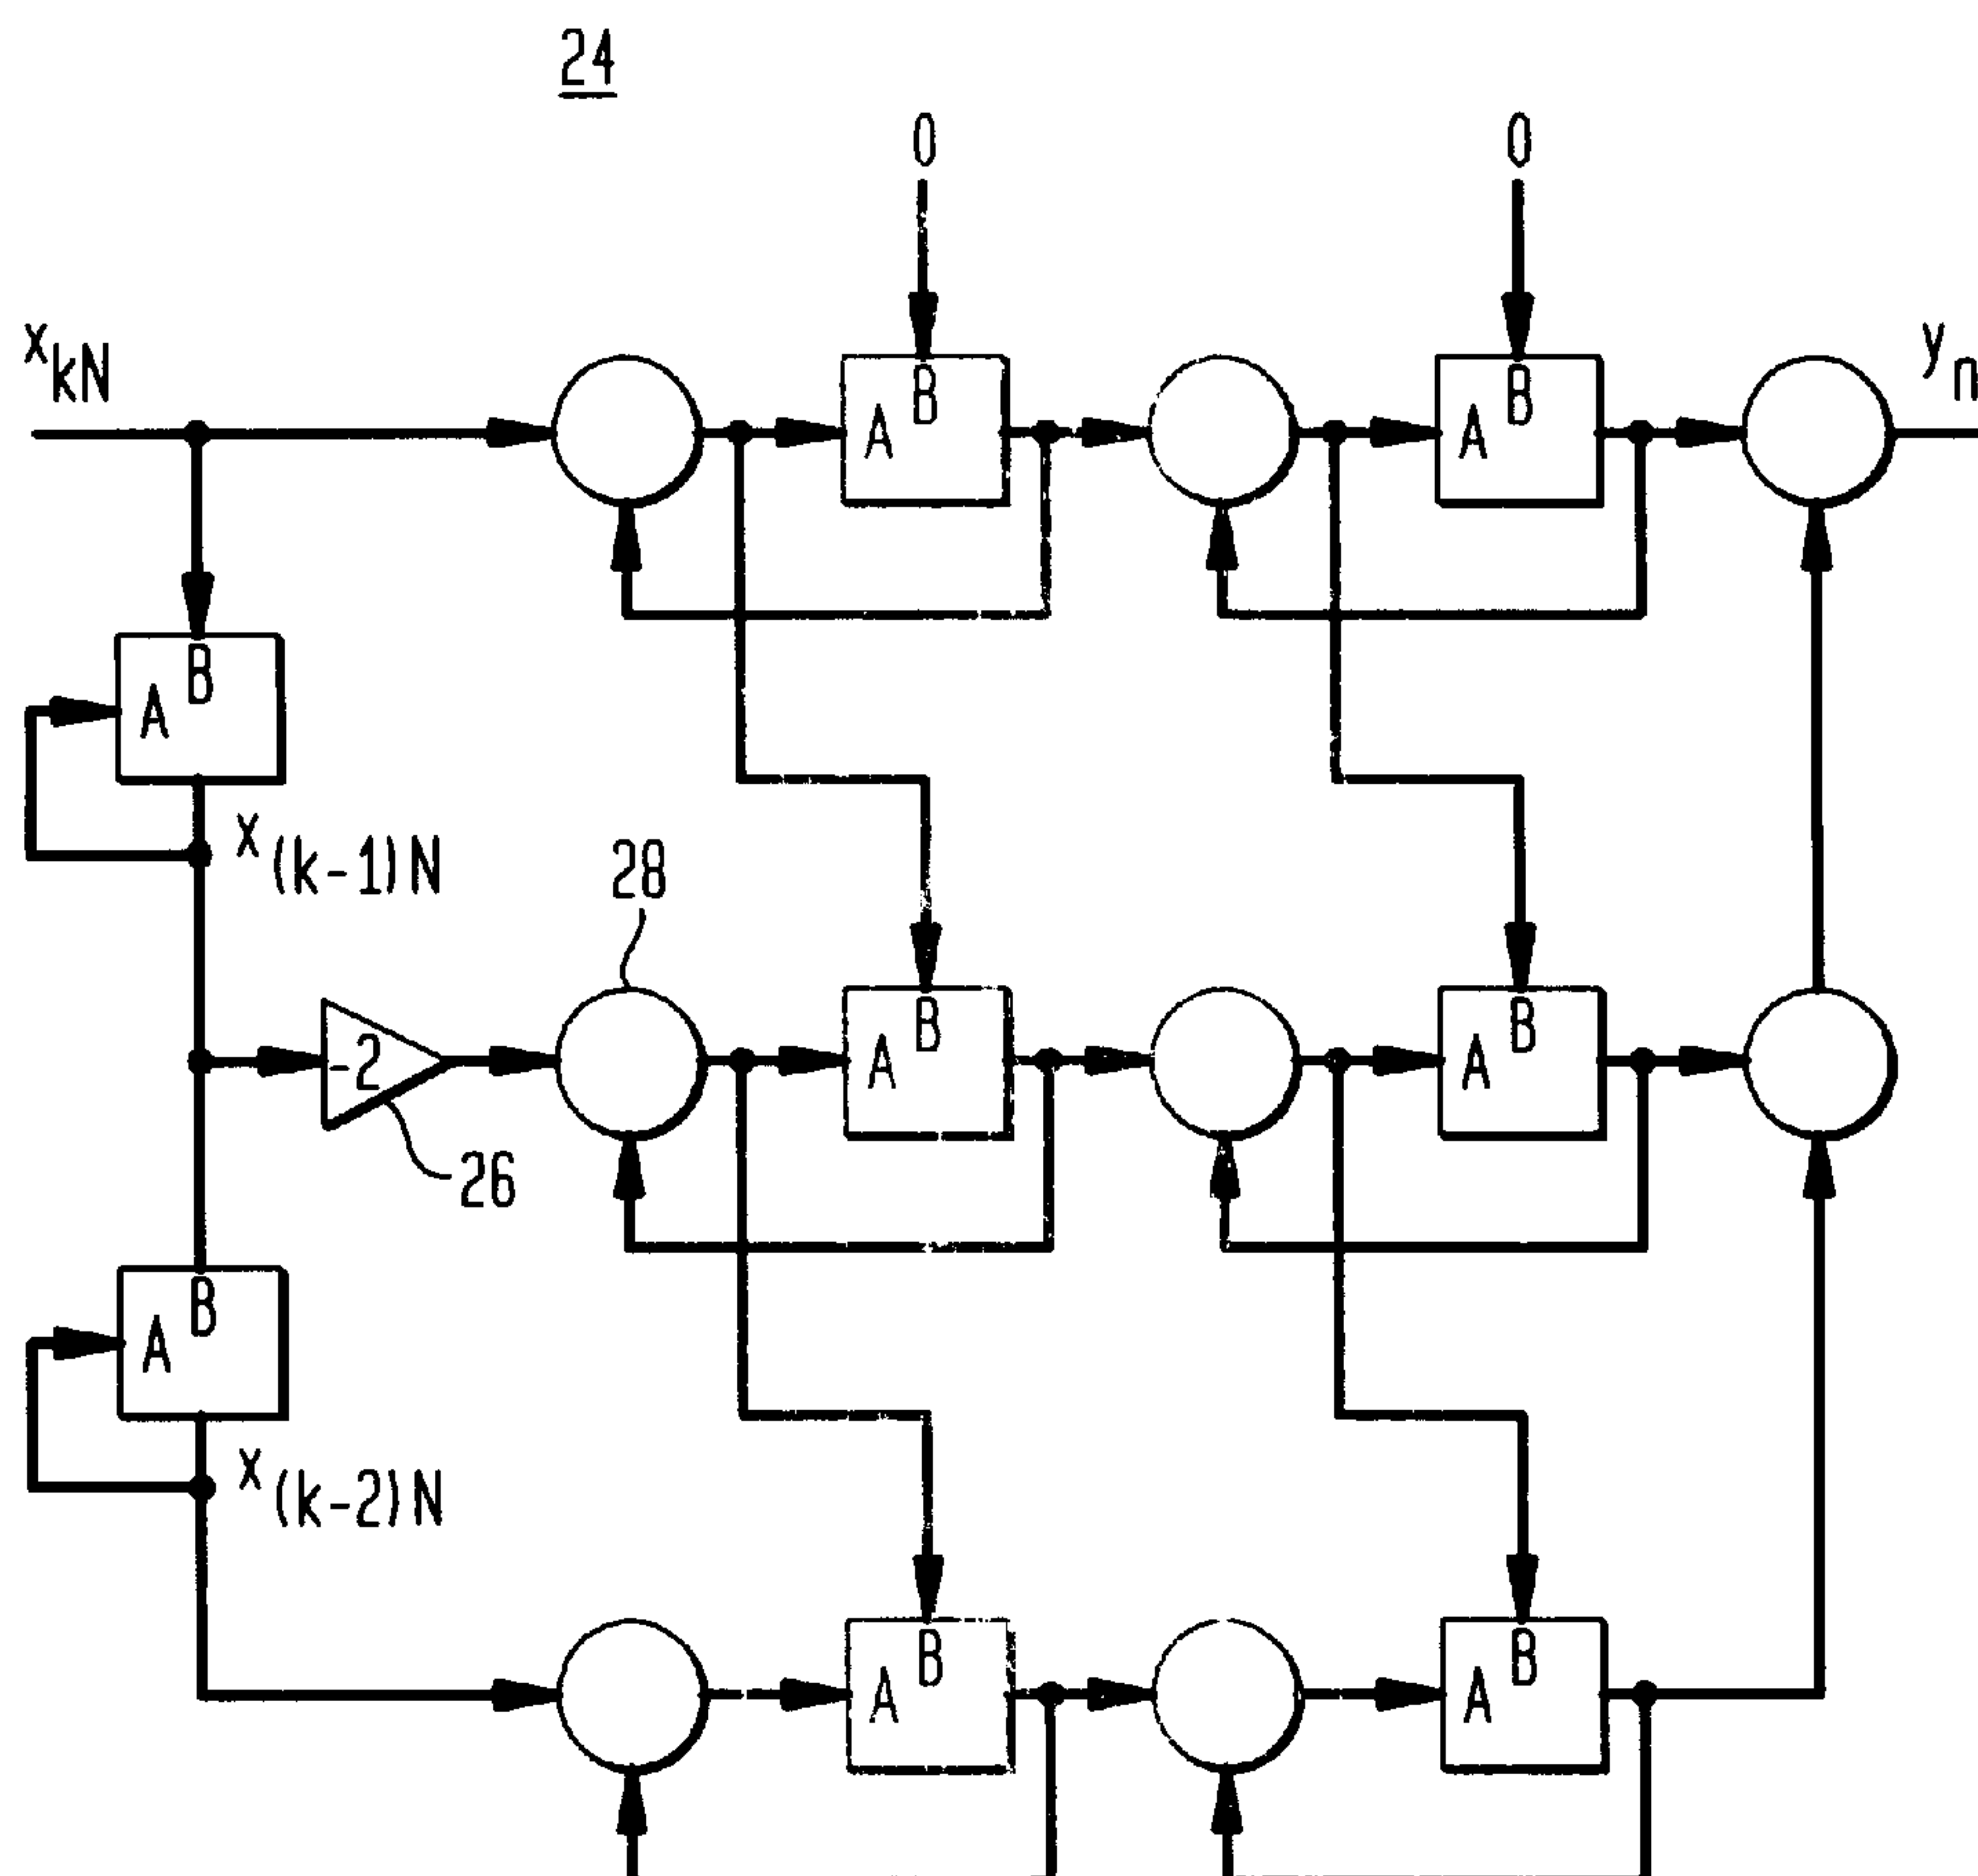 24
0 0
x_kN
B B y_n
A A
B
A
x_(k-1)N
28
B B
-2 A A
26
B
A
x_(k-2)N
B B
A A